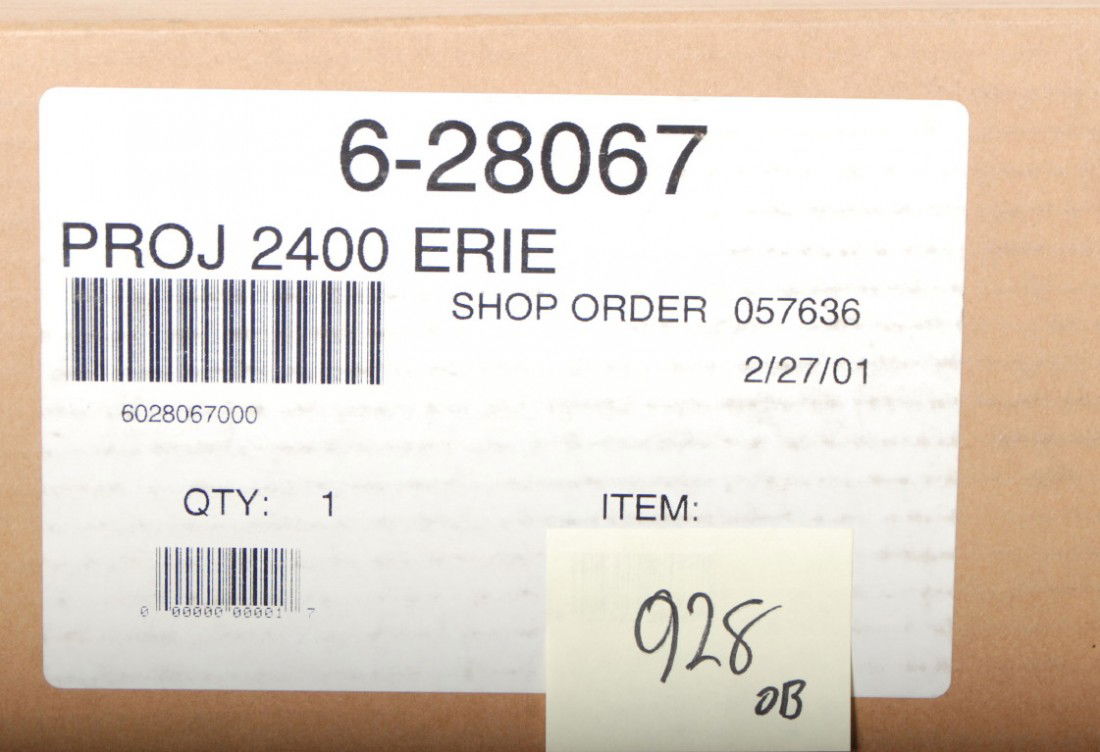 6-28067
PROJ 2400 ERIE
SHOP ORDER 057636
2/27/01
6028067000
QTY: 1
ITEM:
0 00000 00001 7
928
OB